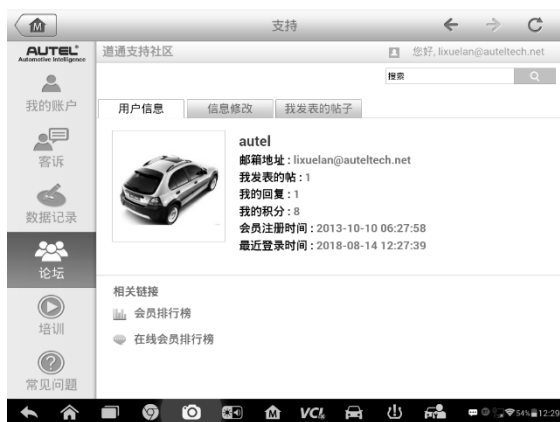 支持
AUTEL
Automotive Intelligence
道通支持社区
您好, lixuelan@auteltech.net
搜索
我的账户
客诉
数据记录
论坛
培训
常见问题
用户信息
信息修改
我发表的帖子
autel
邮箱地址 : lixuelan@auteltech.net
我发表的帖 : 1
我的回复 : 1
我的积分 : 8
会员注册时间 : 2013-10-10 06:27:58
最近登录时间 : 2018-08-14 12:27:39
相关链接
会员排行榜
在线会员排行榜
VCI
54% 12:29